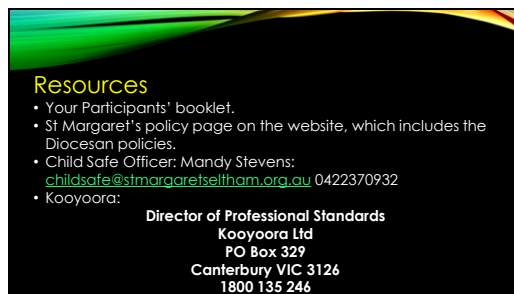 Resources
• Your Participants' booklet.
• St Margaret's policy page on the website, which includes the
Diocesan policies.
• Child Safe Officer: Mandy Stevens:
childsafe@stmargaretseltham.org.au 0422370932
• Kooyoora:
Director of Professional Standards
Kooyoora Ltd
PO Box 329
Canterbury VIC 3126
1800 135 246